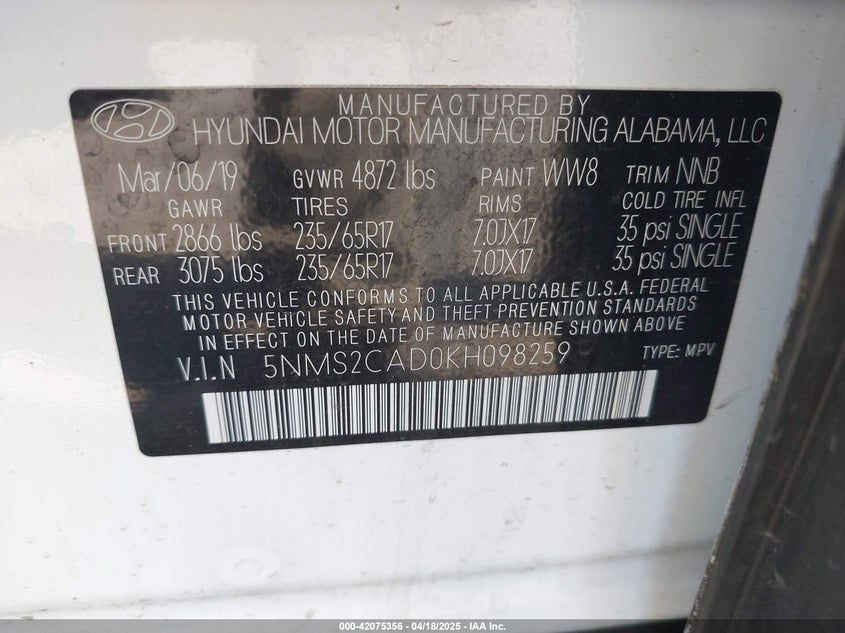 MANUFACTURED BY
HYUNDAI MOTOR MANUFACTURING ALABAMA, LLC
Mar/06/19 GVWR 4872 lbs PAINT WW8 TRIM NNB
GAWR TIRES RIMS COLD TIRE INFL
FRONT 2866 lbs 235/65R17 7.0JX17 35 psi SINGLE
REAR 3075 lbs 235/65R17 7.0JX17 35 psi SINGLE
THIS VEHICLE CONFORMS TO ALL APPLICABLE U.S.A. FEDERAL
MOTOR VEHICLE SAFETY AND THEFT PREVENTION STANDARDS
IN EFFECT ON THE DATE OF MANUFACTURE SHOWN ABOVE
V.I.N 5NMS2CAD0KH098259 TYPE: MPV
000-42075356 - 04/18/2025 - IAA Inc.